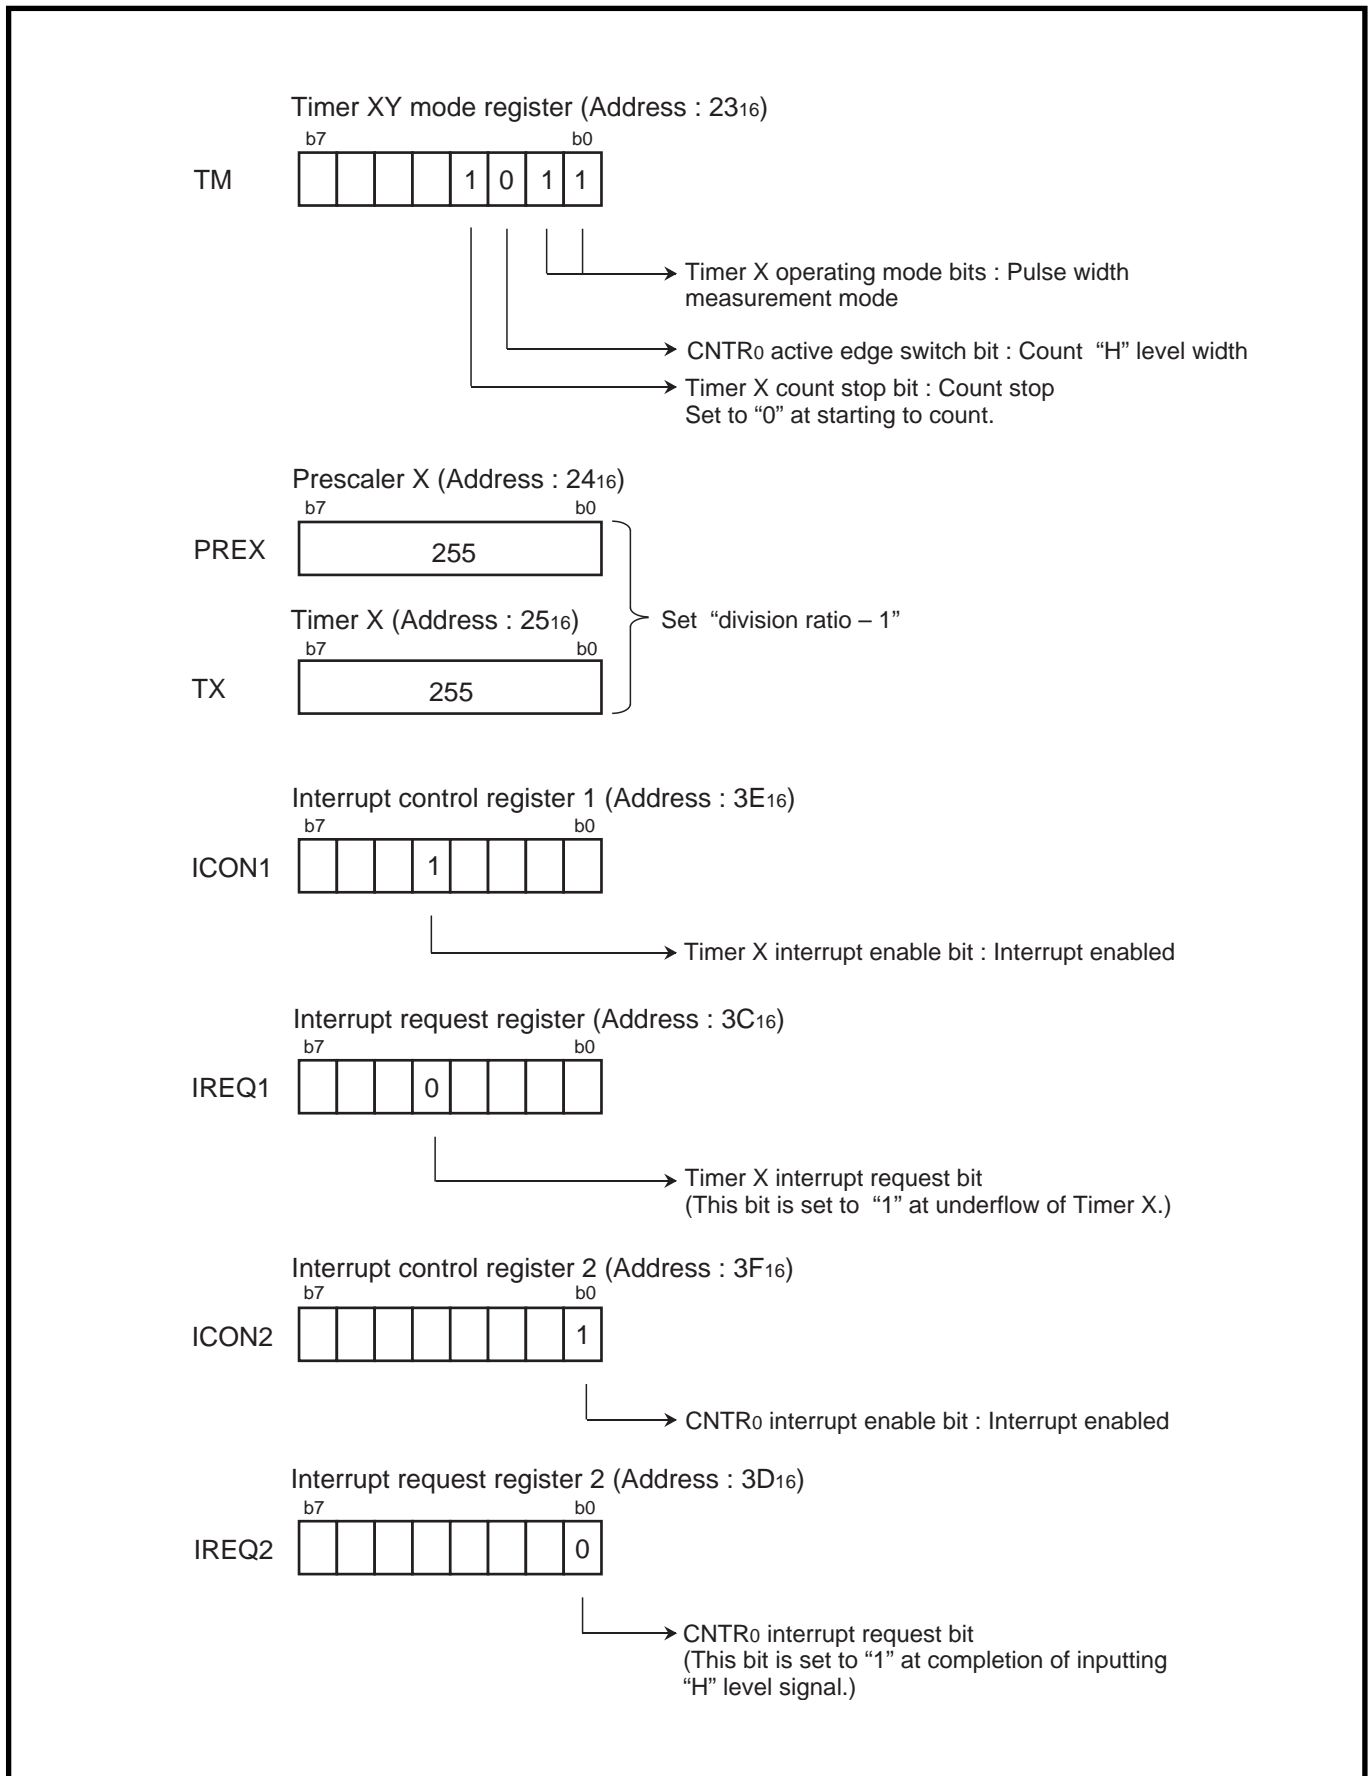 Timer XY mode register (Address : 2316)
b7 b0
TM 1 0 1 1
Timer X operating mode bits : Pulse width
measurement mode
CNTR0 active edge switch bit : Count “H” level width
Timer X count stop bit : Count stop
Set to “0” at starting to count.
Prescaler X (Address : 2416)
b7 b0
PREX 255
Set “division ratio – 1”
Timer X (Address : 2516)
b7 b0
TX 255
Interrupt control register 1 (Address : 3E16)
b7 b0
ICON1 1
Timer X interrupt enable bit : Interrupt enabled
Interrupt request register (Address : 3C16)
b7 b0
IREQ1 0
Timer X interrupt request bit
(This bit is set to “1” at underflow of Timer X.)
Interrupt control register 2 (Address : 3F16)
b7 b0
ICON2 1
CNTR0 interrupt enable bit : Interrupt enabled
Interrupt request register 2 (Address : 3D16)
b7 b0
IREQ2 0
CNTR0 interrupt request bit
(This bit is set to “1” at completion of inputting
“H” level signal.)